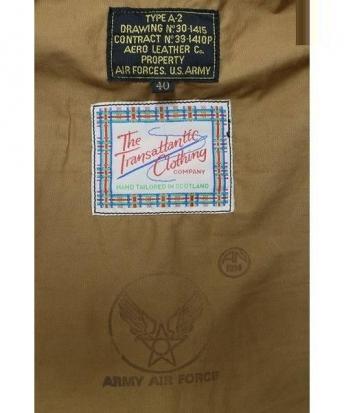 TYPE A-2
DRAWING No. 30-1415
CONTRACT No. 39-1410P
AERO LEATHER Co.
PROPERTY
AIR FORCES. U.S. ARMY
40
The
Transatlantic
Clothing
COMPANY
HAND TAILORED IN SCOTLAND
AN
ARMY AIR FORCE